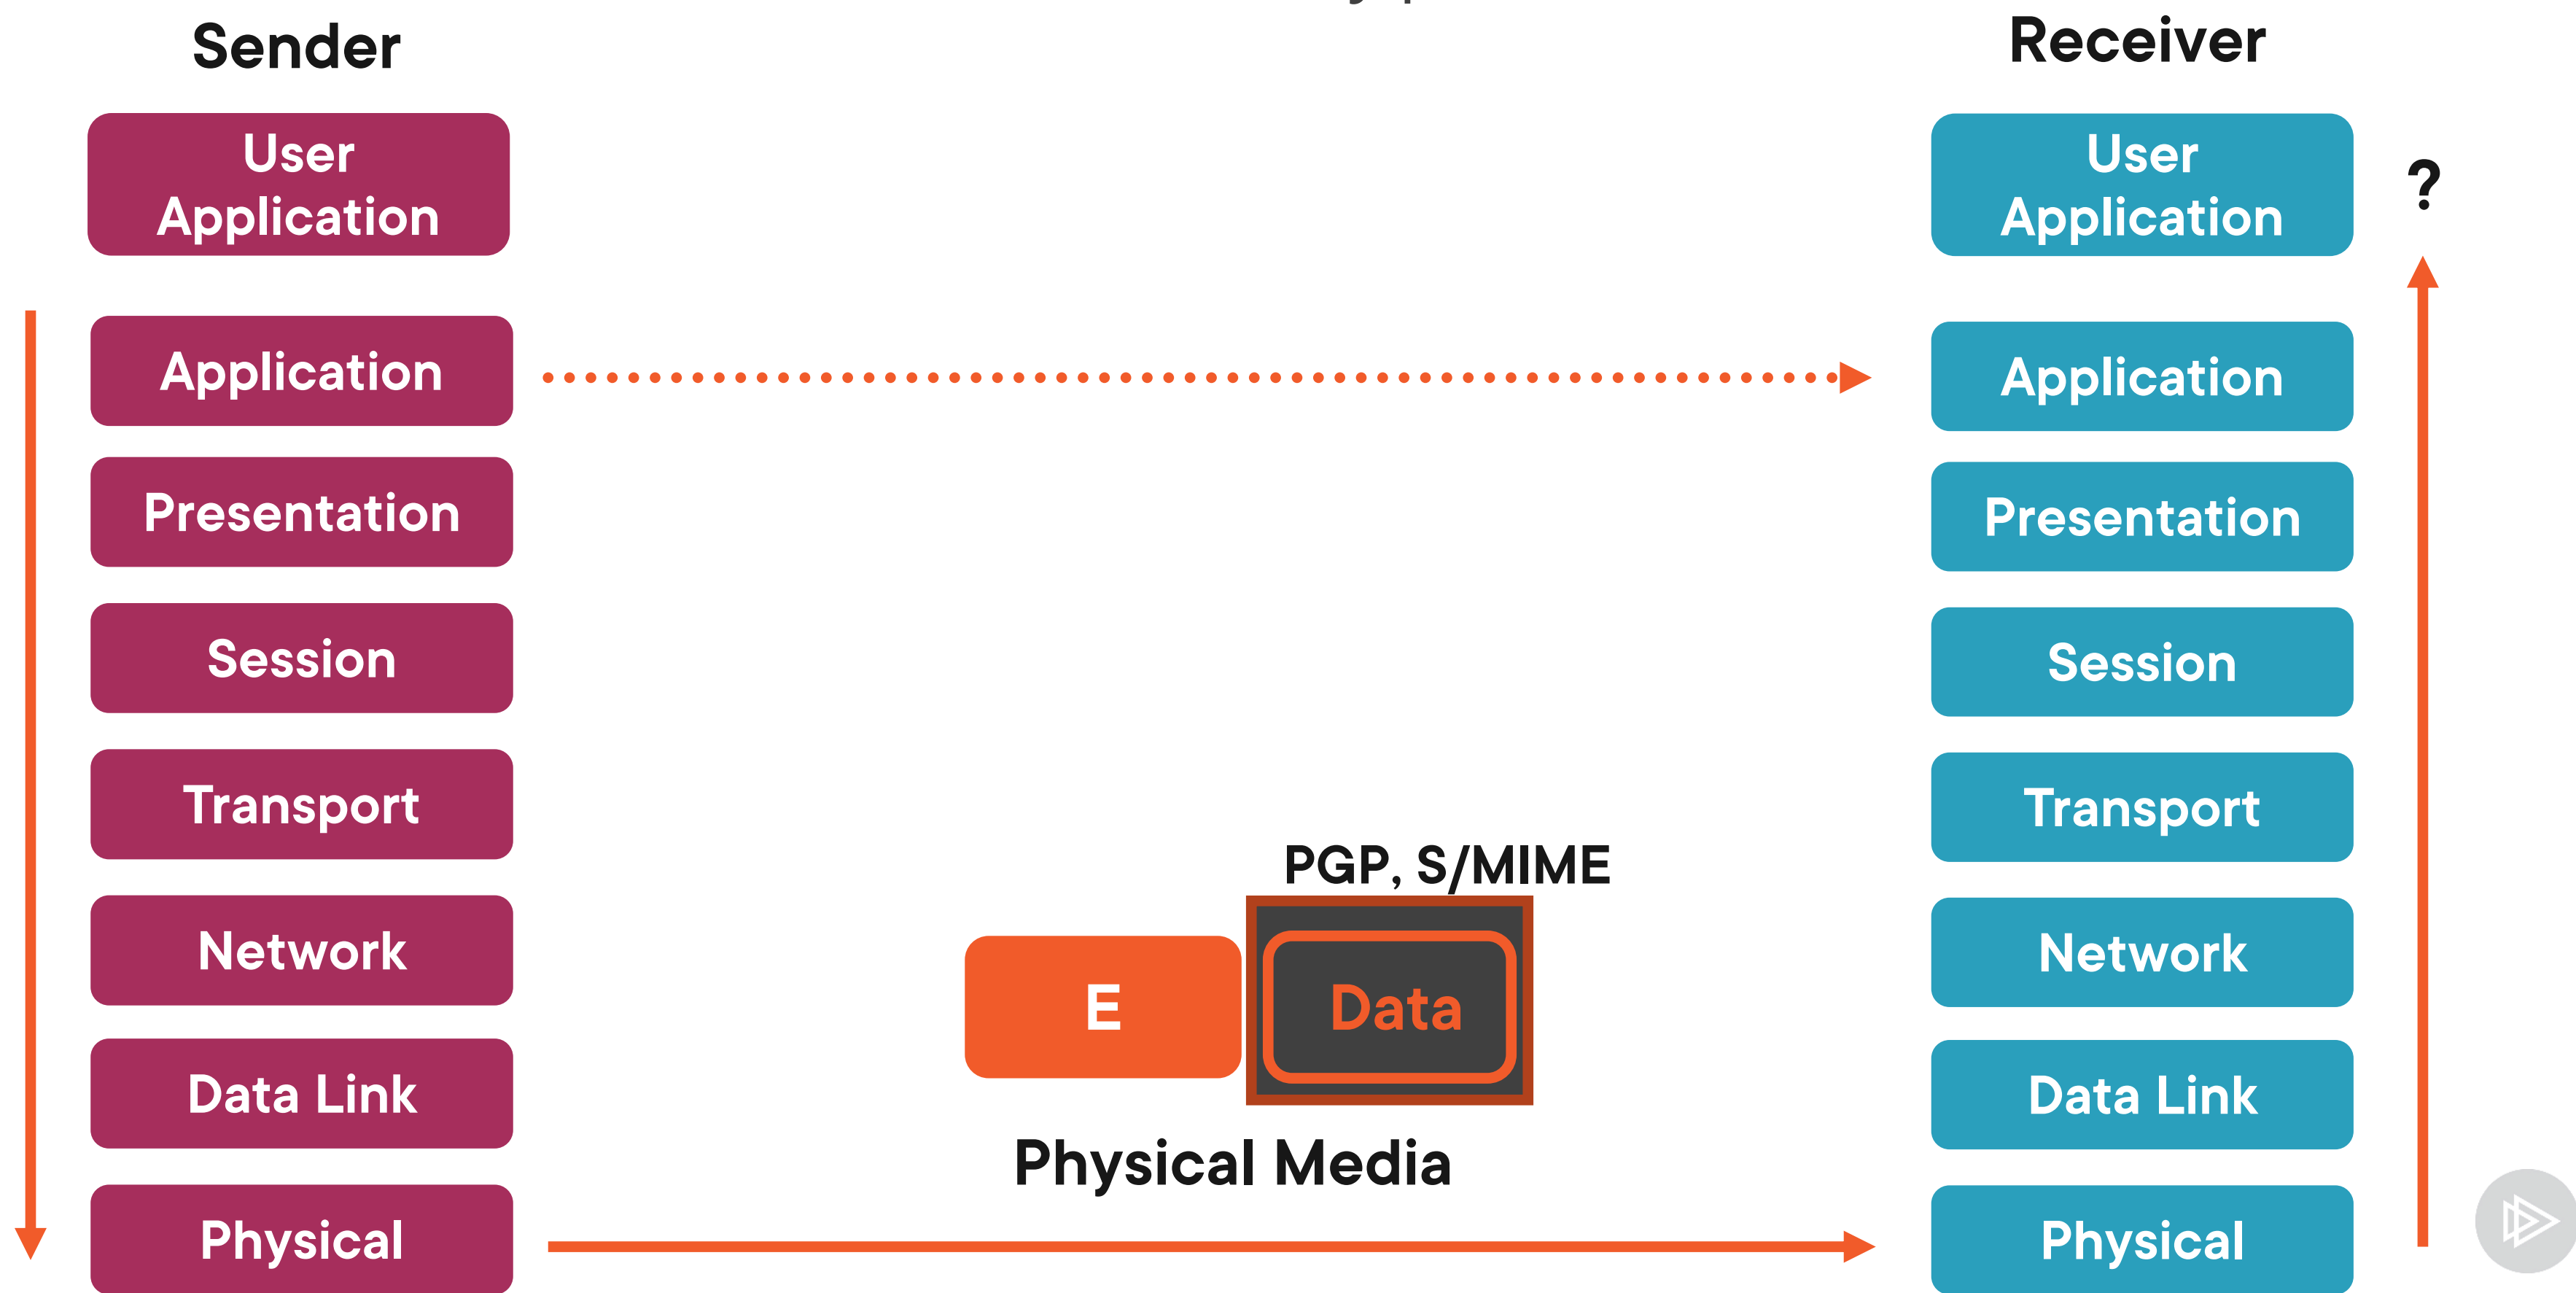 Sender
Receiver
User
Application
User
Application
?
Application
Application
Presentation
Presentation
Session
Session
Transport
Transport
PGP, S/MIME
Network
Network
E
Data
Data Link
Data Link
Physical Media
Physical
Physical